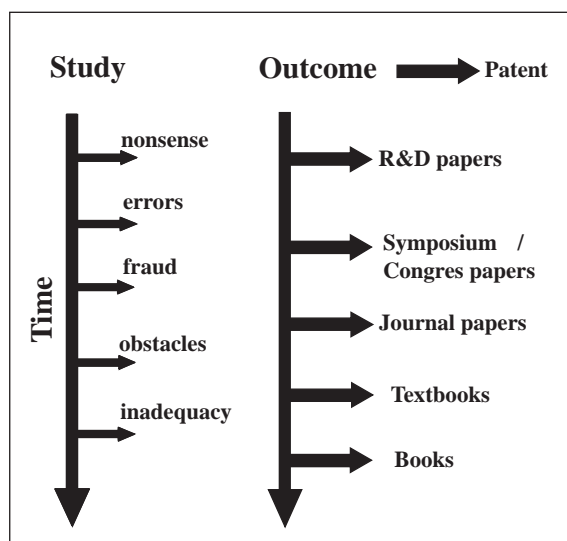 Study
Outcome
Patent
Time
nonsense
errors
fraud
obstacles
inadequacy
R&D papers
Symposium /
Congres papers
Journal papers
Textbooks
Books